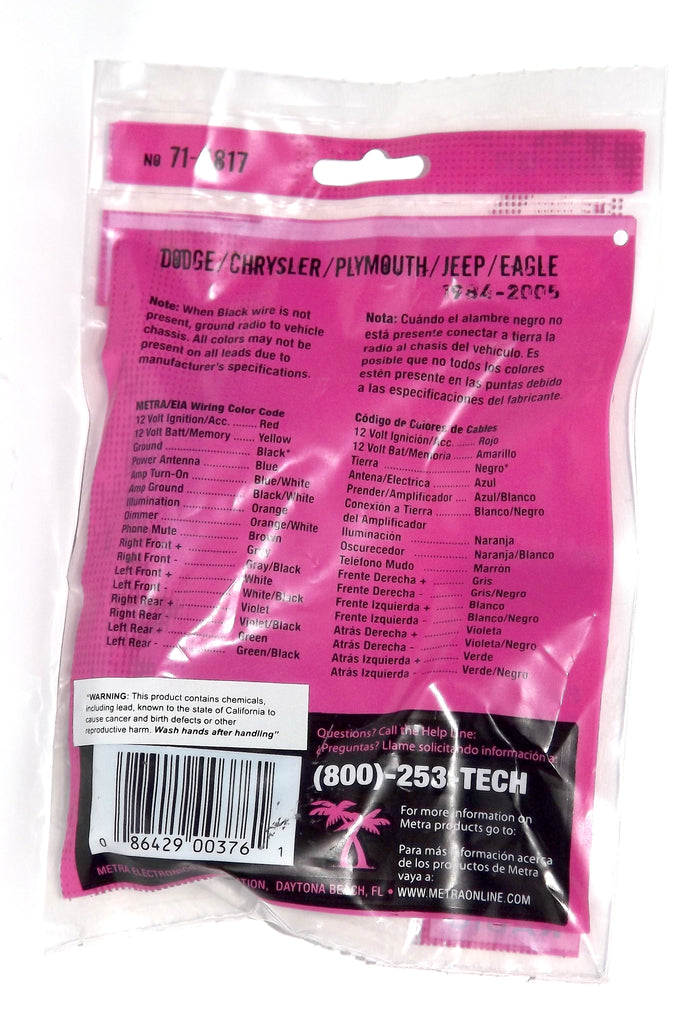 No 71-1817
DODGE/CHRYSLER/PLYMOUTH/JEEP/EAGLE
1984-2005
Note: When Black wire is not
present, ground radio to vehicle
chassis. All colors may not be
present on all leads due to
manufacturer's specifications.
METRA/EIA Wiring Color Code
12 Volt Ignition/Acc. ........ Red
12 Volt Batt/Memory ........ Yellow
Ground ........ Black*
Power Antenna ........ Blue
Amp Turn-On ........ Blue/White
Amp Ground ........ Black/White
Illumination ........ Orange
Dimmer ........ Orange/White
Phone Mute ........ Brown
Right Front + ........ Gray
Right Front - ........ Gray/Black
Left Front + ........ White
Left Front - ........ White/Black
Right Rear + ........ Violet
Right Rear - ........ Violet/Black
Left Rear + ........ Green
Left Rear - ........ Green/Black
Nota: Cuándo el alambre negro no
está presente conectar a tierra la
radio al chasis del vehículo. Es
posible que no todos los colores
estén presente en las puntas debido
a las especificaciones del fabricante.
Código de Colores de Cables
12 Volt Ignición/Acc. ........ Rojo
12 Volt Bat/Memoria ........ Amarillo
Tierra ........ Negro*
Antena/Electrica ........ Azul
Prender/Amplificador ........ Azul/Blanco
Conexión a Tierra ........ Blanco/Negro
del Amplificador
Iluminación ........ Naranja
Oscurecedor ........ Naranja/Blanco
Teléfono Mudo ........ Marrón
Frente Derecha + ........ Gris
Frente Derecha - ........ Gris/Negro
Frente Izquierda + ........ Blanco
Frente Izquierda - ........ Blanco/Negro
Atrás Derecha + ........ Violeta
Atrás Derecha - ........ Violeta/Negro
Atrás Izquierda + ........ Verde
Atrás Izquierda - ........ Verde/Negro
"WARNING: This product contains chemicals,
including lead, known to the state of California to
cause cancer and birth defects or other
reproductive harm. Wash hands after handling"
0 86429 00376 1
Questions? Call the Help Line:
¿Preguntas? Llame solicitando información a:
(800)-253-TECH
For more information on
Metra products go to:
Para más información acerca
de los productos de Metra
vaya a:
METRA ELECTRONICS CORPORATION, DAYTONA BEACH, FL • WWW.METRAONLINE.COM